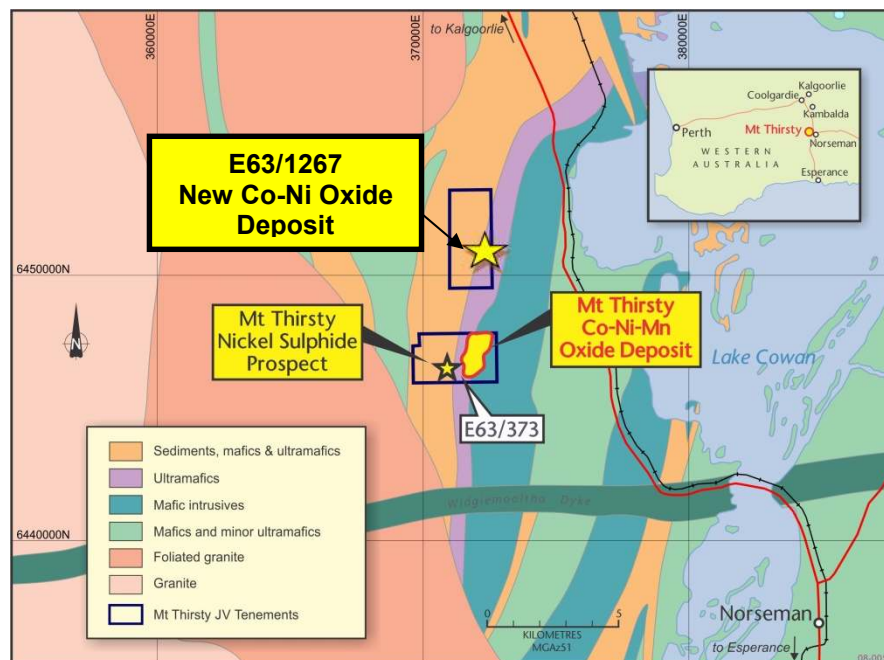 360000E
370000E
380000E
to Kalgoorlie
E63/1267
New Co-Ni Oxide
Deposit
Kalgoorlie
Coolgardie
Kambalda
Perth
Mt Thirsty
Norseman
WESTERN
AUSTRALIA
Esperance
6450000N
Mt Thirsty
Nickel Sulphide
Prospect
Mt Thirsty
Co-Ni-Mn
Oxide Deposit
Lake Cowan
N
E63/373
Sediments, mafics & ultramafics
Ultramafics
Mafic intrusives
Mafics and minor ultramafics
Foliated granite
Granite
Mt Thirsty JV Tenements
Widgiemooltha Dyke
6440000N
0 5
KILOMETRES
MGAz51
Norseman
to Esperance